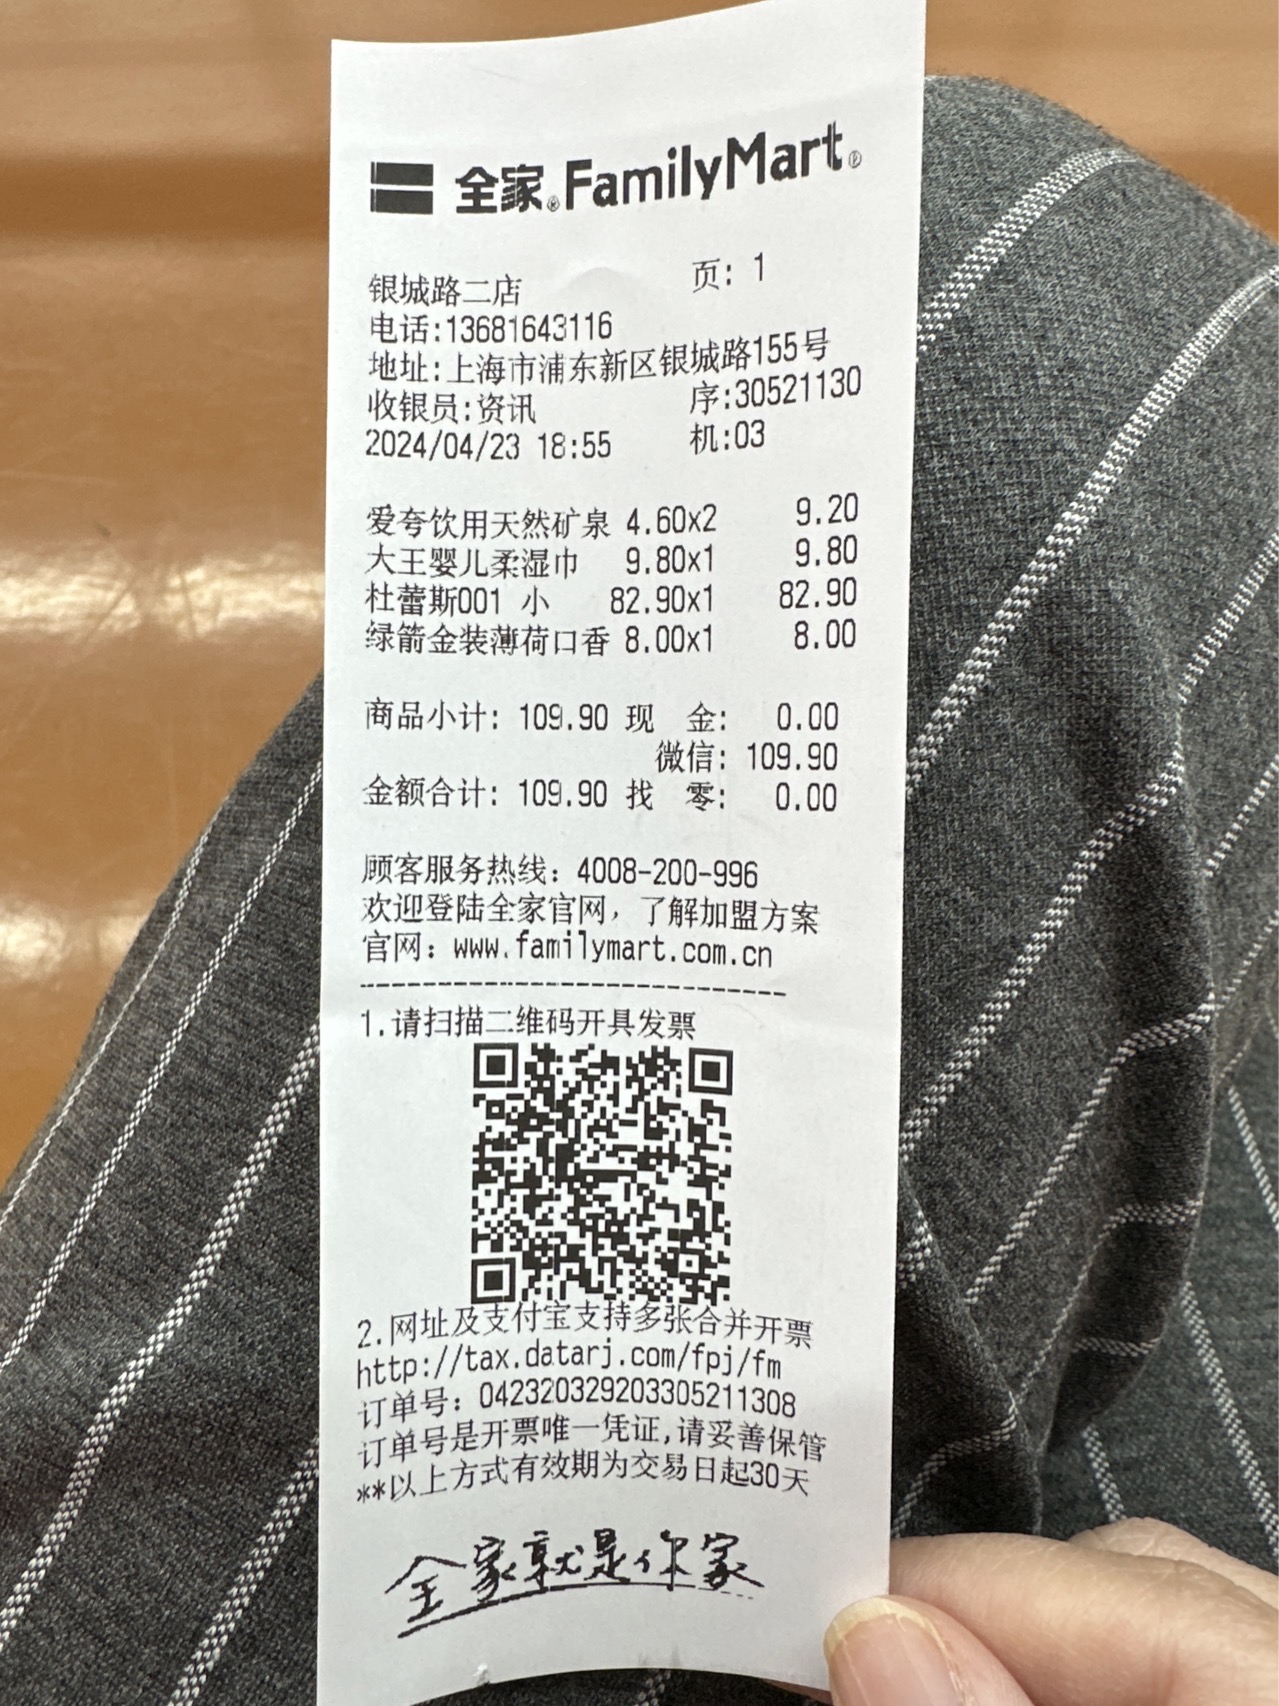 全家® FamilyMart®
页: 1
银城路二店
电话:13681643116
地址:上海市浦东新区银城路155号
收银员:资讯 序:30521130
2024/04/23 18:55 机:03
爱夸饮用天然矿泉 4.60x2 9.20
大王婴儿柔湿巾 9.80x1 9.80
杜蕾斯001 小 82.90x1 82.90
绿箭金装薄荷口香 8.00x1 8.00
商品小计: 109.90 现 金: 0.00
微信: 109.90
金额合计: 109.90 找 零: 0.00
顾客服务热线: 4008-200-996
欢迎登陆全家官网, 了解加盟方案
官网: www.familymart.com.cn
1.请扫描二维码开具发票
2.网址及支付宝支持多张合并开票
http://tax.datarj.com/fpj/fm
订单号: 042320329203305211308
订单号是开票唯一凭证,请妥善保管
**以上方式有效期为交易日起30天
全家就是你家